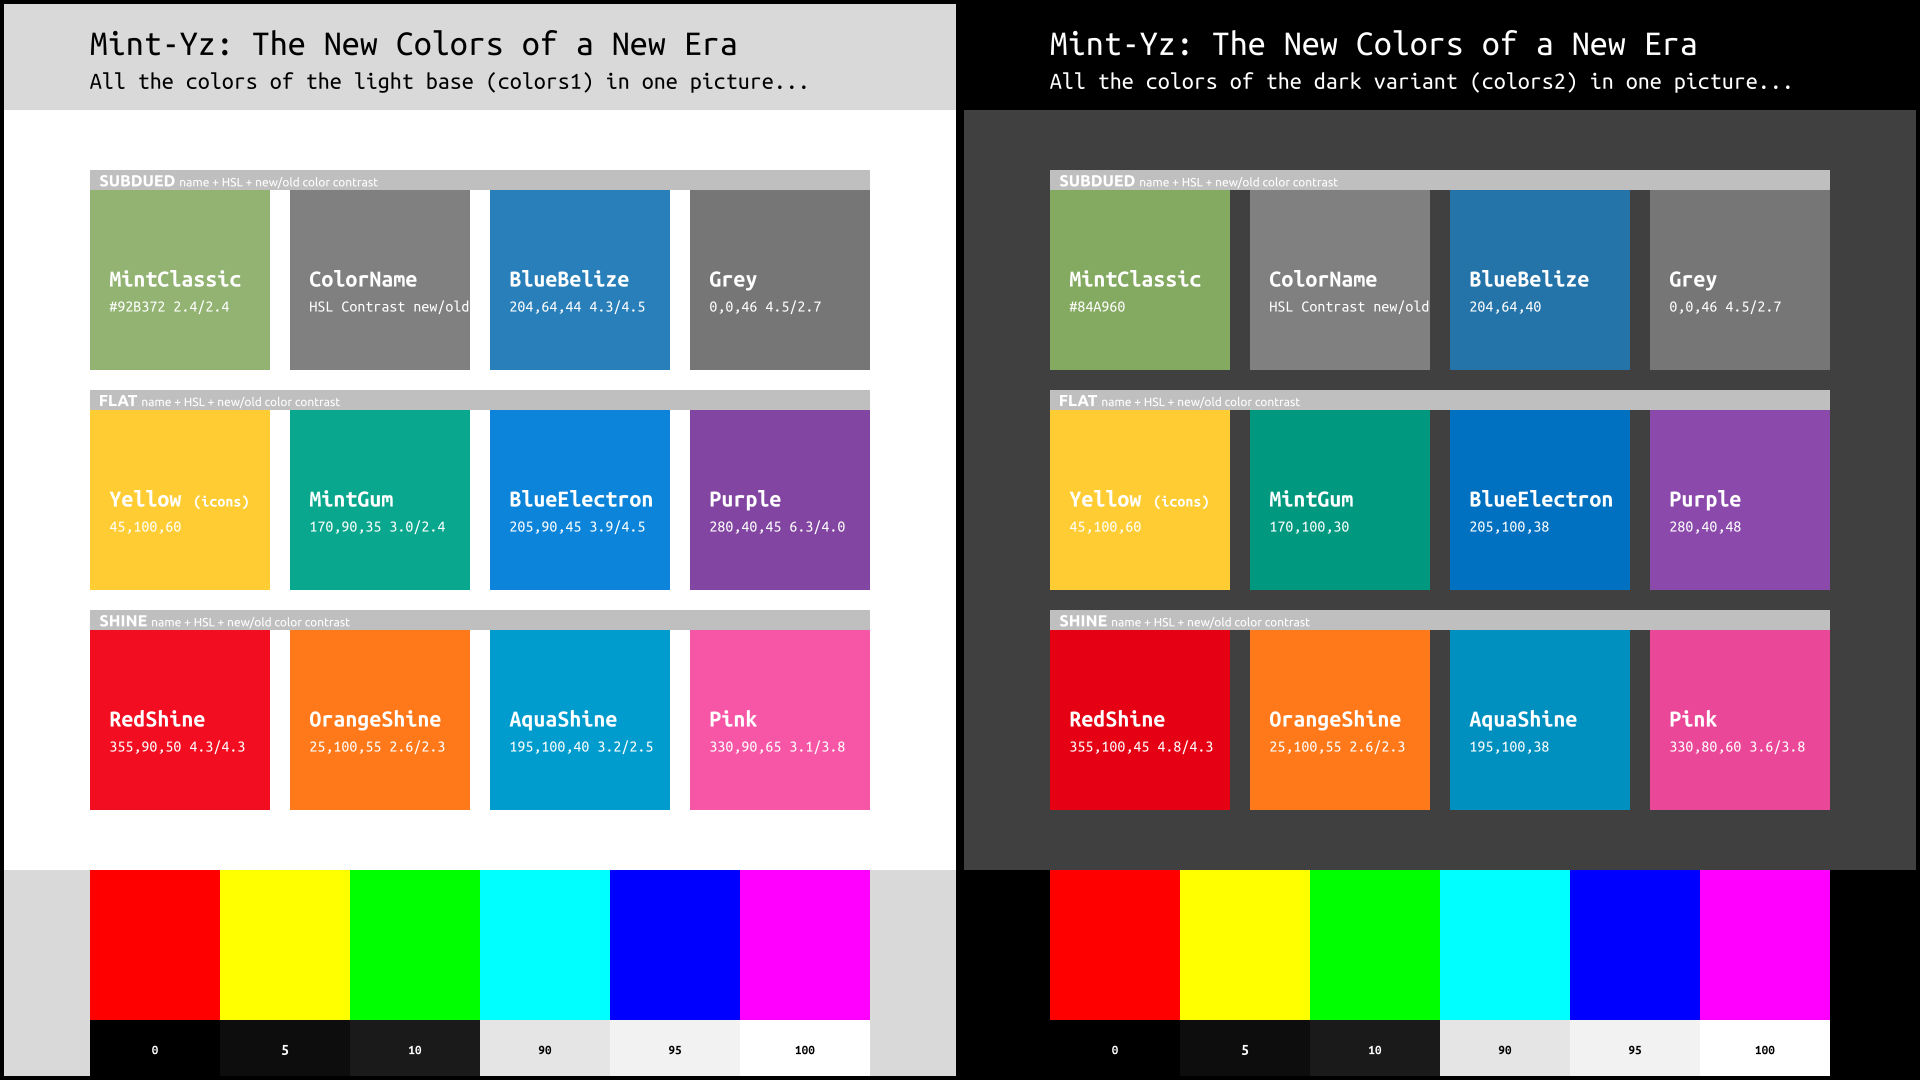 Mint-Yz: The New Colors of a New Era
All the colors of the light base (colors1) in one picture...
SUBDUED name + HSL + new/old color contrast
MintClassic
#92B372 2.4/2.4
ColorName
HSL Contrast new/old
BlueBelize
204,64,44 4.3/4.5
Grey
0,0,46 4.5/2.7
FLAT name + HSL + new/old color contrast
Yellow (icons)
45,100,60
MintGum
170,90,35 3.0/2.4
BlueElectron
205,90,45 3.9/4.5
Purple
280,40,45 6.3/4.0
SHINE name + HSL + new/old color contrast
RedShine
355,90,50 4.3/4.3
OrangeShine
25,100,55 2.6/2.3
AquaShine
195,100,40 3.2/2.5
Pink
330,90,65 3.1/3.8
0 5 10 90 95 100
Mint-Yz: The New Colors of a New Era
All the colors of the dark variant (colors2) in one picture...
SUBDUED name + HSL + new/old color contrast
MintClassic
#84A960
ColorName
HSL Contrast new/old
BlueBelize
204,64,40
Grey
0,0,46 4.5/2.7
FLAT name + HSL + new/old color contrast
Yellow (icons)
45,100,60
MintGum
170,100,30
BlueElectron
205,100,38
Purple
280,40,48
SHINE name + HSL + new/old color contrast
RedShine
355,100,45 4.8/4.3
OrangeShine
25,100,55 2.6/2.3
AquaShine
195,100,38
Pink
330,80,60 3.6/3.8
0 5 10 90 95 100